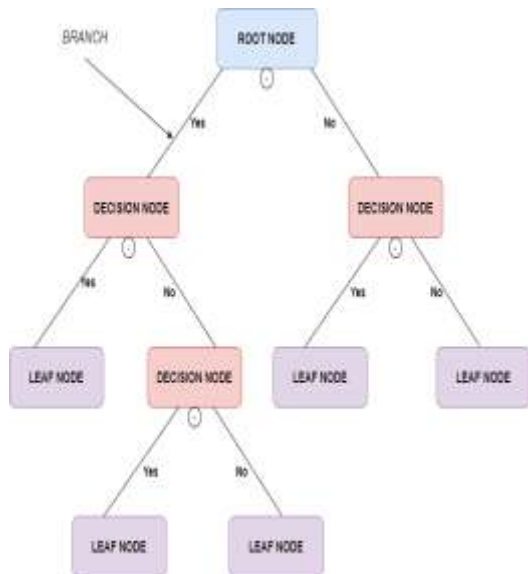 BRANCH
ROOT NODE
Yes
No
DECISION NODE
DECISION NODE
Yes
No
Yes
No
LEAF NODE
DECISION NODE
LEAF NODE
LEAF NODE
Yes
No
LEAF NODE
LEAF NODE